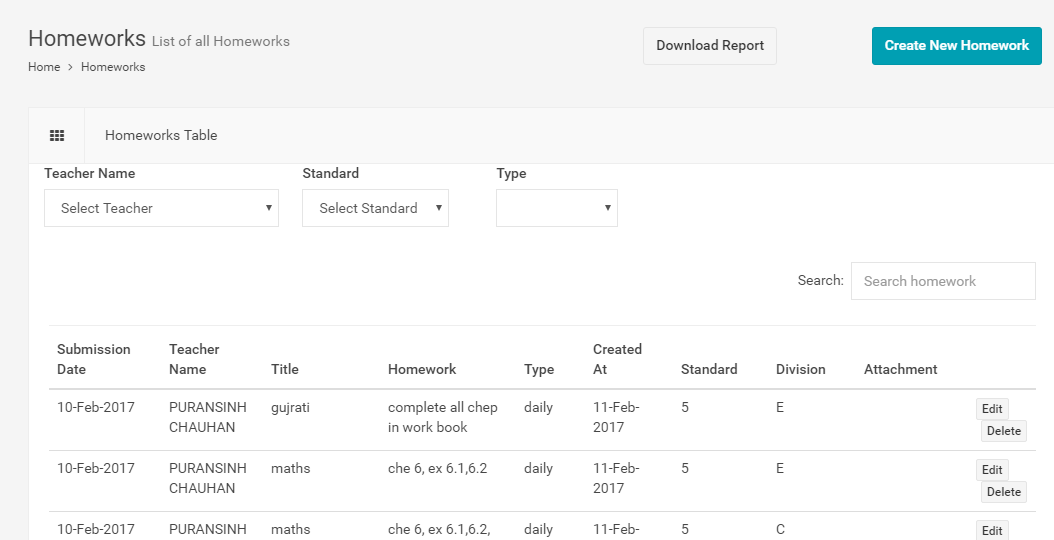 Homeworks List of all Homeworks
Home > Homeworks
Download Report
Create New Homework
Homeworks Table
Teacher Name
Select Teacher
Standard
Select Standard
Type
Search: Search homework
Submission Date Teacher Name Title Homework Type Created At Standard Division Attachment
10-Feb-2017 PURANSINH CHAUHAN gujrati complete all chep in work book daily 11-Feb-2017 5 E Edit Delete
10-Feb-2017 PURANSINH CHAUHAN maths che 6, ex 6.1,6.2 daily 11-Feb-2017 5 E Edit Delete
10-Feb-2017 PURANSINH maths che 6, ex 6.1,6.2, daily 11-Feb- 5 C Edit